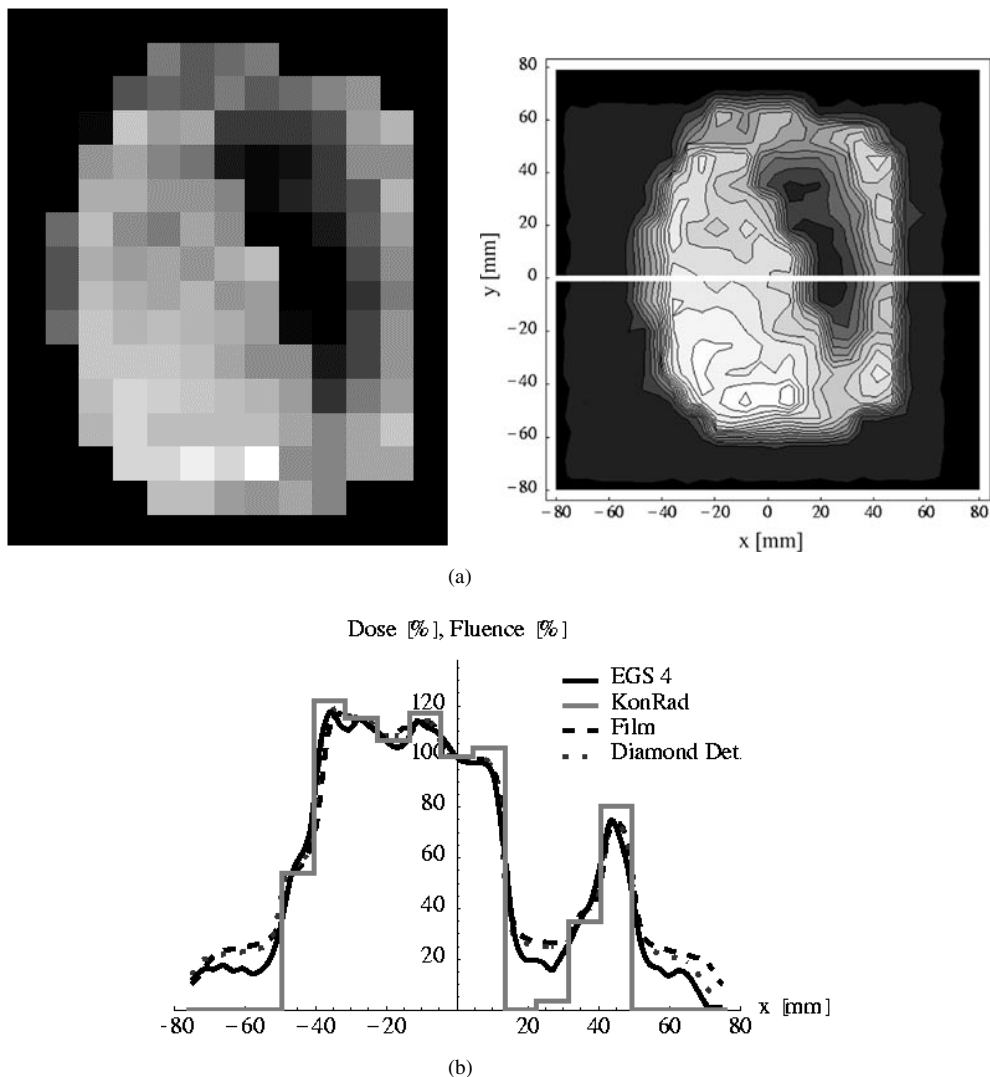 80
60
40
20
0
−20
−40
−60
−80
y [mm]
−80 −60 −40 −20 0 20 40 60 80
x [mm]
(a)
Dose [%], Fluence [%]
EGS 4
KonRad
Film
Diamond Det.
120
100
80
60
40
20
−80 −60 −40 −20 20 40 60 80
x [mm]
(b)